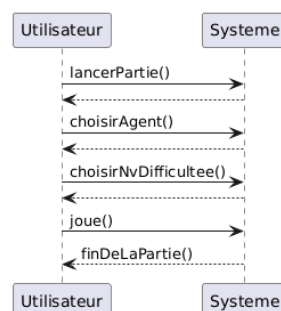 Utilisateur Systeme
lancerPartie()
choisirAgent()
choisirNvDifficultee()
joue()
finDeLaPartie()
Utilisateur Systeme